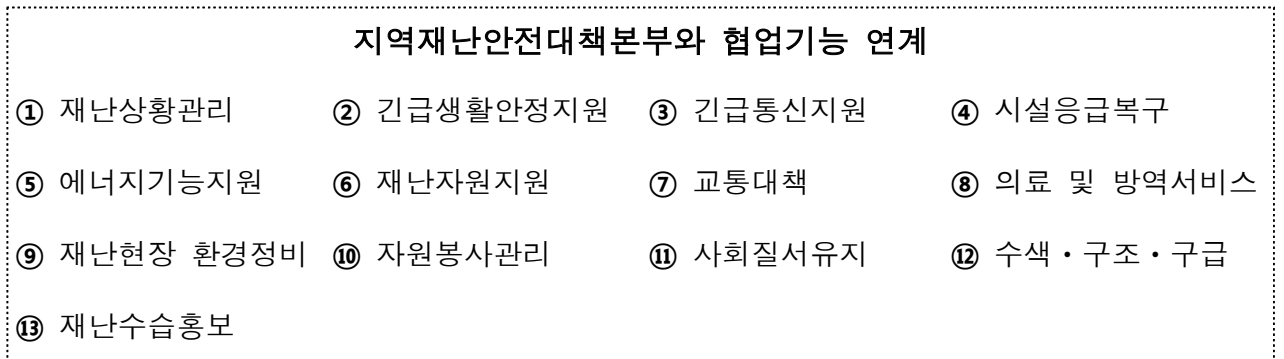 지역재난안전대책본부와 협업기능 연계
① 재난상황관리 ② 긴급생활안정지원 ③ 긴급통신지원 ④ 시설응급복구
⑤ 에너지기능지원 ⑥ 재난자원지원 ⑦ 교통대책 ⑧ 의료 및 방역서비스
⑨ 재난현장 환경정비 ⑩ 자원봉사관리 ⑪ 사회질서유지 ⑫ 수색・구조・구급
⑬ 재난수습홍보